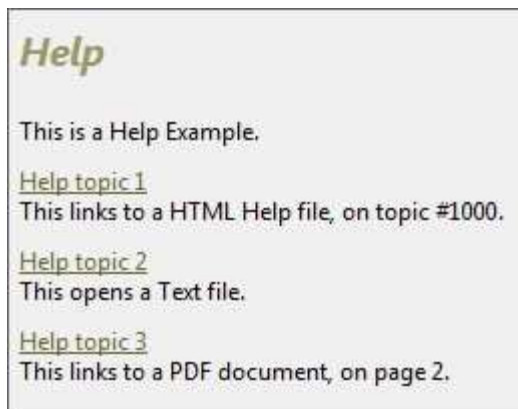 Help
This is a Help Example.
Help topic 1
This links to a HTML Help file, on topic #1000.
Help topic 2
This opens a Text file.
Help topic 3
This links to a PDF document, on page 2.